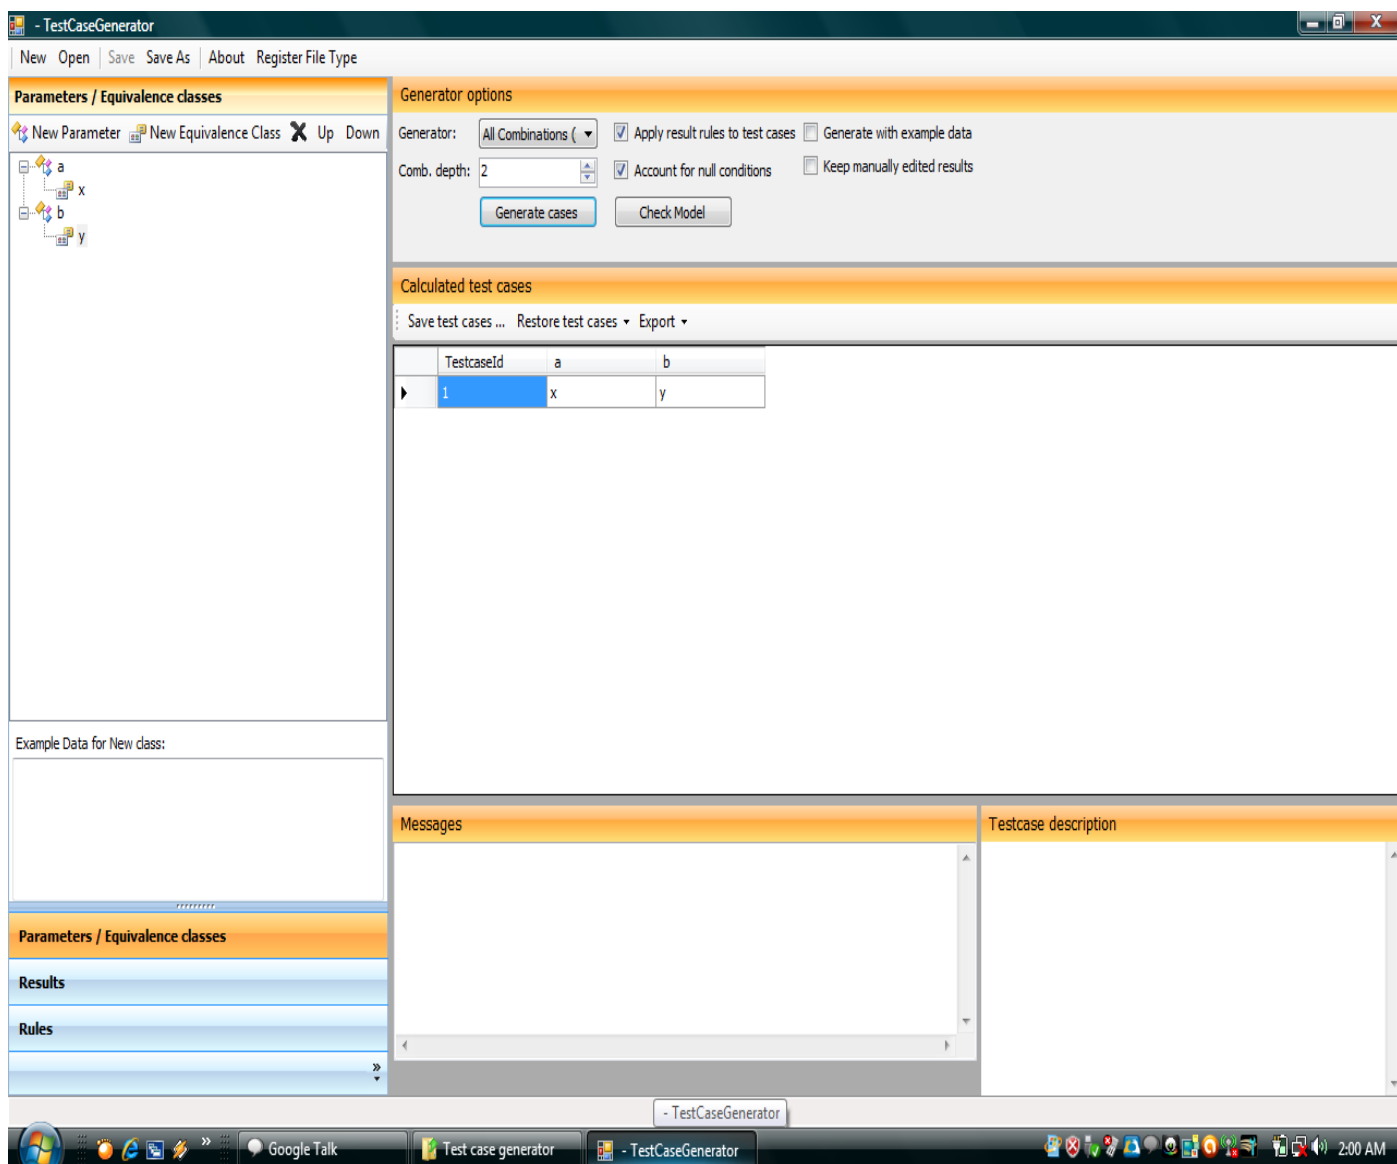 - TestCaseGenerator
New Open Save Save As About Register File Type
Parameters / Equivalence classes
New Parameter New Equivalence Class Up Down
a
x
b
y
Example Data for New class:
Parameters / Equivalence classes
Results
Rules
»
Generator options
Generator: All Combinations ( Apply result rules to test cases Generate with example data
Comb. depth: 2 Account for null conditions Keep manually edited results
Generate cases Check Model
Calculated test cases
Save test cases ... Restore test cases Export
TestcaseId a b
1 x y
Messages
Testcase description
- TestCaseGenerator
» Google Talk Test case generator - TestCaseGenerator 2:00 AM